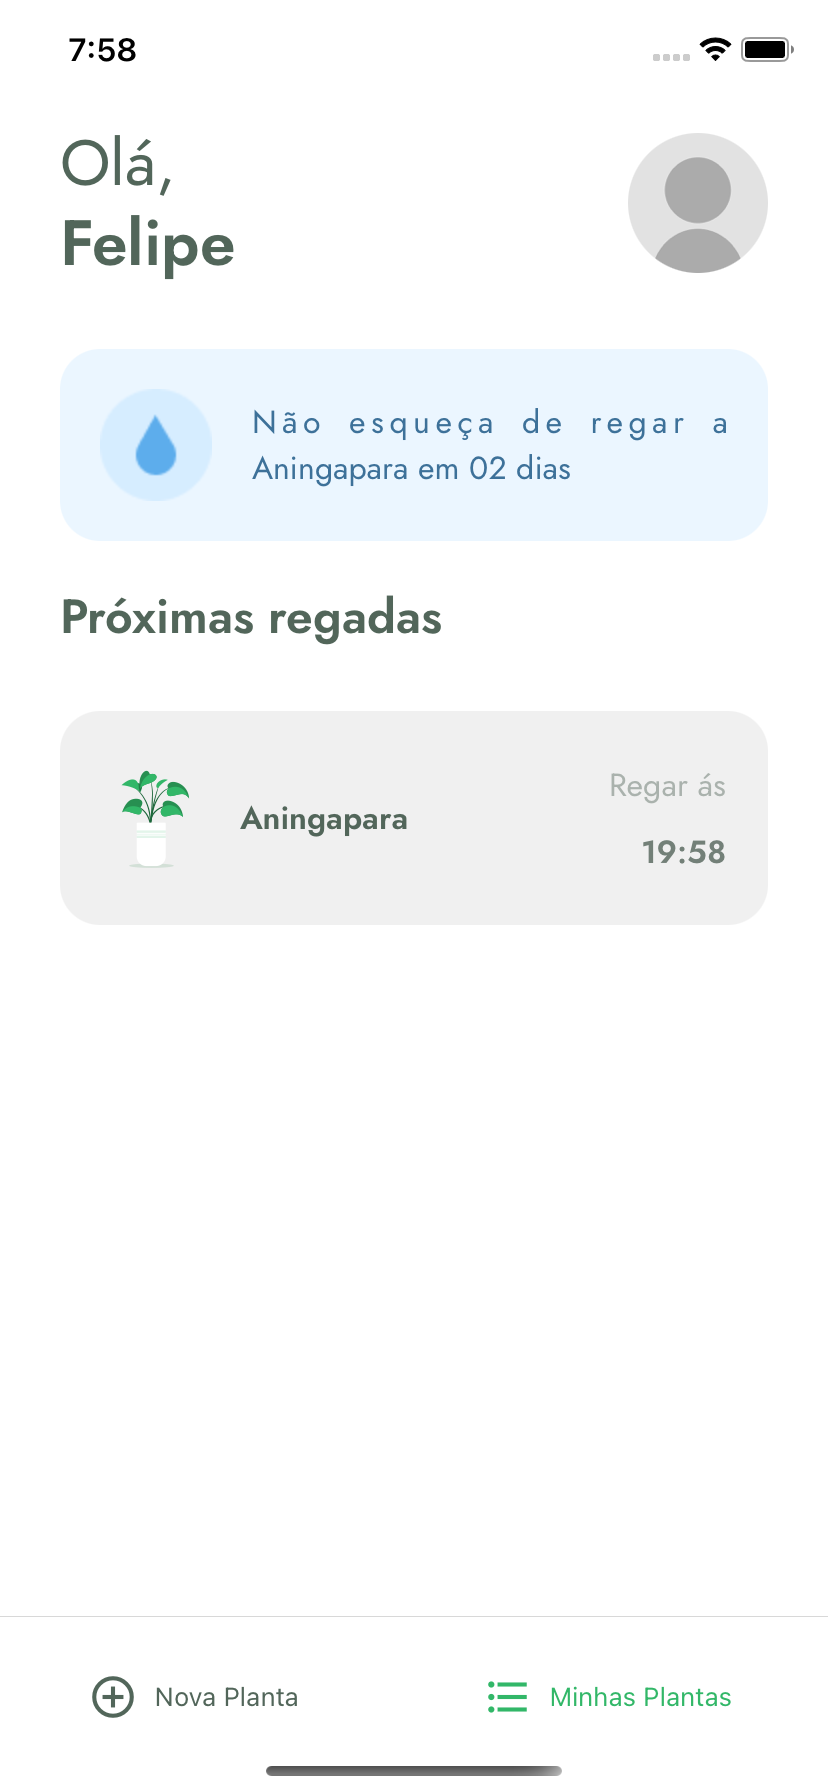 7:58
Olá,
Felipe
Não esqueça de regar a
Aningapara em 02 dias
Próximas regadas
Aningapara
Regar ás
19:58
Nova Planta
Minhas Plantas